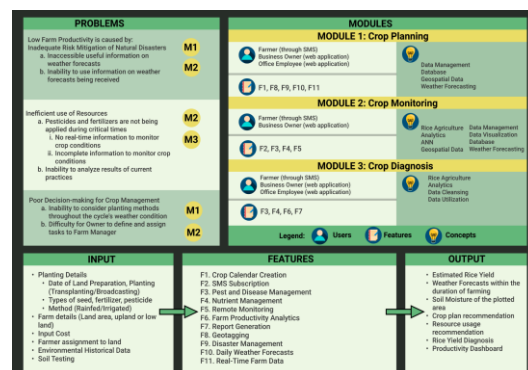 PROBLEMS
Low Farm Productivity is caused by:
Inadequate Risk Mitigation of Natural Disasters
a. Inaccessible useful information on
weather forecasts
b. Inability to use information on weather
forecasts being received
M1
M2
Inefficient use of Resources
a. Pesticides and fertilizers are not being
applied during critical times
i. No real-time information to monitor
crop conditions
ii. Incomplete information to monitor crop
conditions
b. Inability to analyze results of current
practices
M2
M3
Poor Decision-making for Crop Management
a. Inability to consider planting methods
throughout the cycle's weather condition
b. Difficulty for Owner to define and assign
tasks to Farm Manager
M1
M2
MODULES
MODULE 1: Crop Planning
Farmer (through SMS)
Business Owner (web application)
Office Employee (web application)
F1, F8, F9, F10, F11
Data Management
Database
Geospatial Data
Weather Forecasting
MODULE 2: Crop Monitoring
Farmer (through SMS)
Business Owner (web application)
F2, F3, F4, F5
Rice Agriculture
Analytics
ANN
Geospatial Data
Data Management
Data Visualization
Database
Weather Forecasting
MODULE 3: Crop Diagnosis
Farmer (through SMS)
Business Owner (web application)
Office Employee (web application)
F3, F4, F6, F7
Rice Agriculture
Analytics
Data Cleansing
Data Utilization
Legend: Users Features Concepts
INPUT
• Planting Details
• Date of Land Preparation, Planting
(Transplanting/Broadcasting)
• Types of seed, fertilizer, pesticide
• Method (Rainfed/Irrigated)
• Farm details (Land area, upland or low
land)
• Input Cost
• Farmer assignment to land
• Environmental Historical Data
• Soil Testing
FEATURES
F1. Crop Calendar Creation
F2. SMS Subscription
F3. Pest and Disease Management
F4. Nutrient Management
F5. Remote Monitoring
F6. Farm Productivity Analytics
F7. Report Generation
F8. Geotagging
F9. Disaster Management
F10. Daily Weather Forecasts
F11. Real-Time Farm Data
OUTPUT
• Estimated Rice Yield
• Weather Forecasts within the
duration of farming
• Soil Moisture of the plotted
area
• Crop plan recommendation
• Resource usage
recommendation
• Rice Yield Diagnosis
• Productivity Dashboard